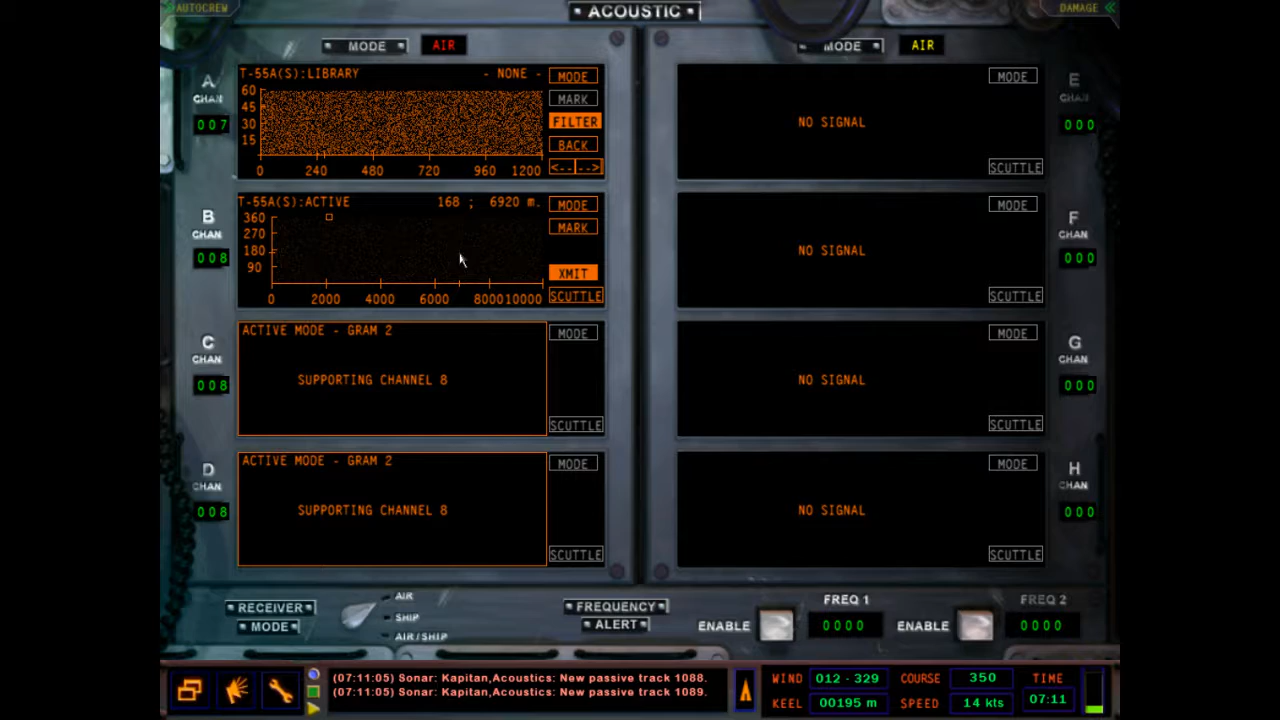 AUTOCREW
ACOUSTIC
DAMAGE
MODE AIR
MODE AIR
A
CHAN
007
T-55A(S):LIBRARY - NONE -
60
45
30
15
0 240 480 720 960 1200
MODE
MARK
FILTER
BACK
<-- -->
B
CHAN
008
T-55A(S):ACTIVE 168 ; 6920 m.
360
270
180
90
0 2000 4000 6000 8000 10000
MODE
MARK
XMIT
SCUTTLE
C
CHAN
008
ACTIVE MODE - GRAM 2
SUPPORTING CHANNEL 8
MODE
SCUTTLE
D
CHAN
008
ACTIVE MODE - GRAM 2
SUPPORTING CHANNEL 8
MODE
SCUTTLE
NO SIGNAL
MODE
SCUTTLE
E
CHAN
000
NO SIGNAL
MODE
SCUTTLE
F
CHAN
000
NO SIGNAL
MODE
SCUTTLE
G
CHAN
000
NO SIGNAL
MODE
SCUTTLE
H
CHAN
000
RECEIVER
MODE
AIR
SHIP
AIR/SHIP
FREQUENCY
ALERT
ENABLE
FREQ 1
0000
ENABLE
FREQ 2
0000
(07:11:05) Sonar: Kapitan,Acoustics: New passive track 1088.
(07:11:05) Sonar: Kapitan,Acoustics: New passive track 1089.
WIND 012 - 329 COURSE 350 TIME
KEEL 00195 m SPEED 14 kts 07:11